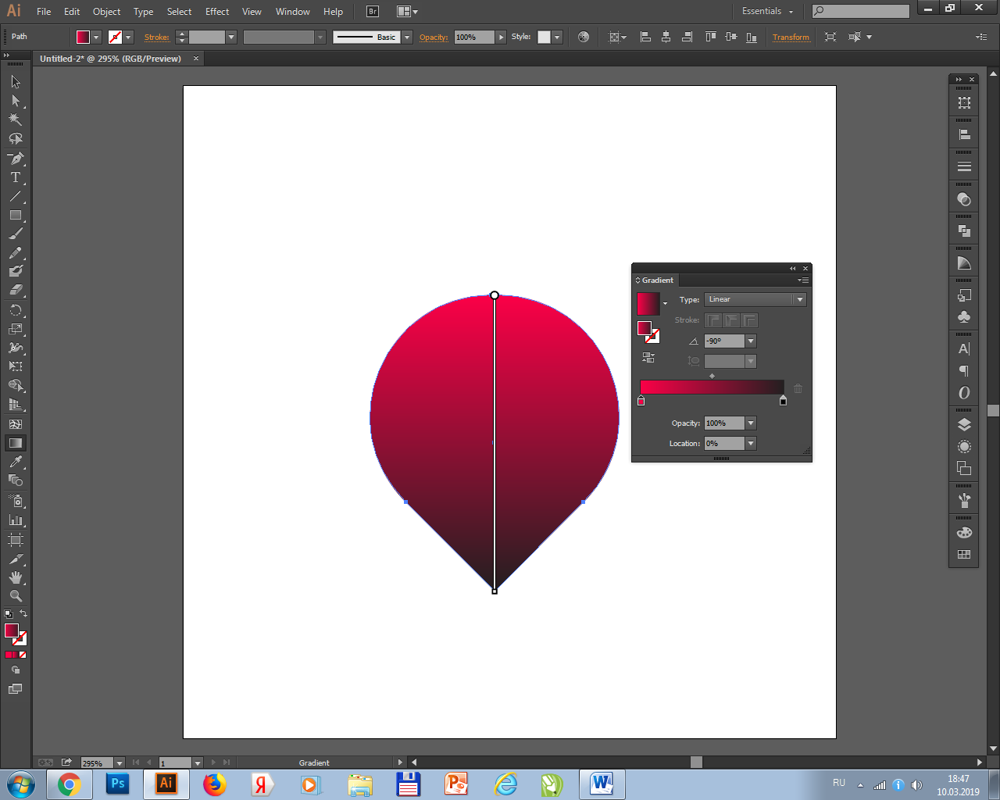 Ai File Edit Object Type Select Effect View Window Help Br Essentials
Path Stroke: Basic Opacity: 100% Style: Transform
Untitled-2* @ 295% (RGB/Preview)
Gradient
Type: Linear
Stroke:
-90°
Opacity: 100%
Location: 0%
295% 1 Gradient
Ps Ai Я P W RU 18:47
10.03.2019